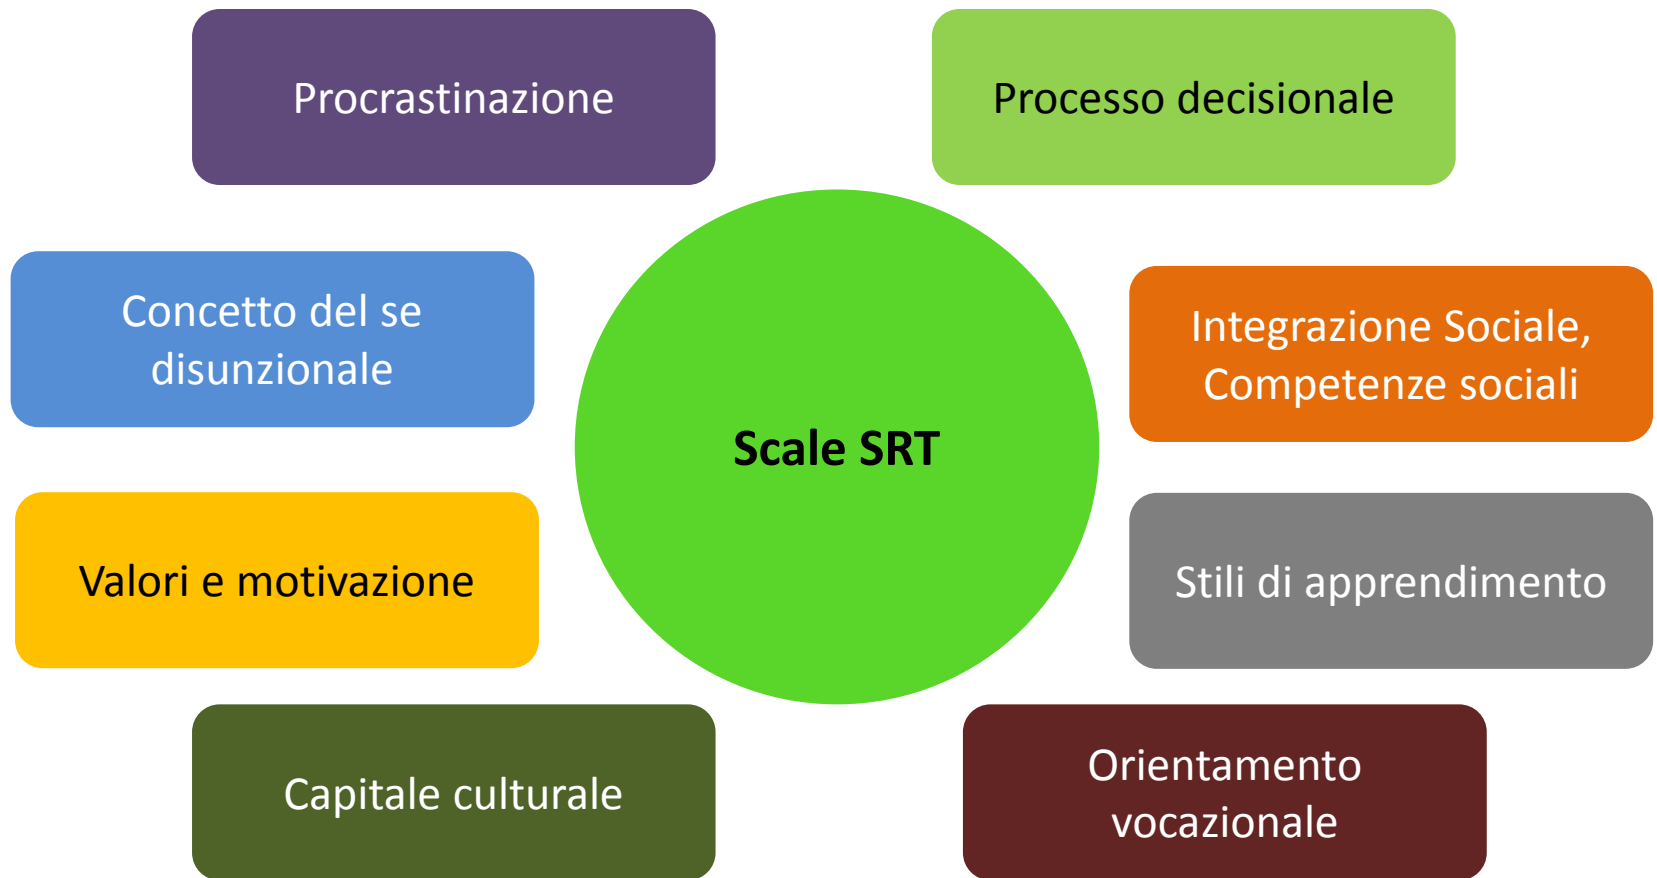 Procrastinazione
Processo decisionale
Concetto del se
disunzionale
Integrazione Sociale,
Competenze sociali
Scale SRT
Valori e motivazione
Stili di apprendimento
Capitale culturale
Orientamento
vocazionale